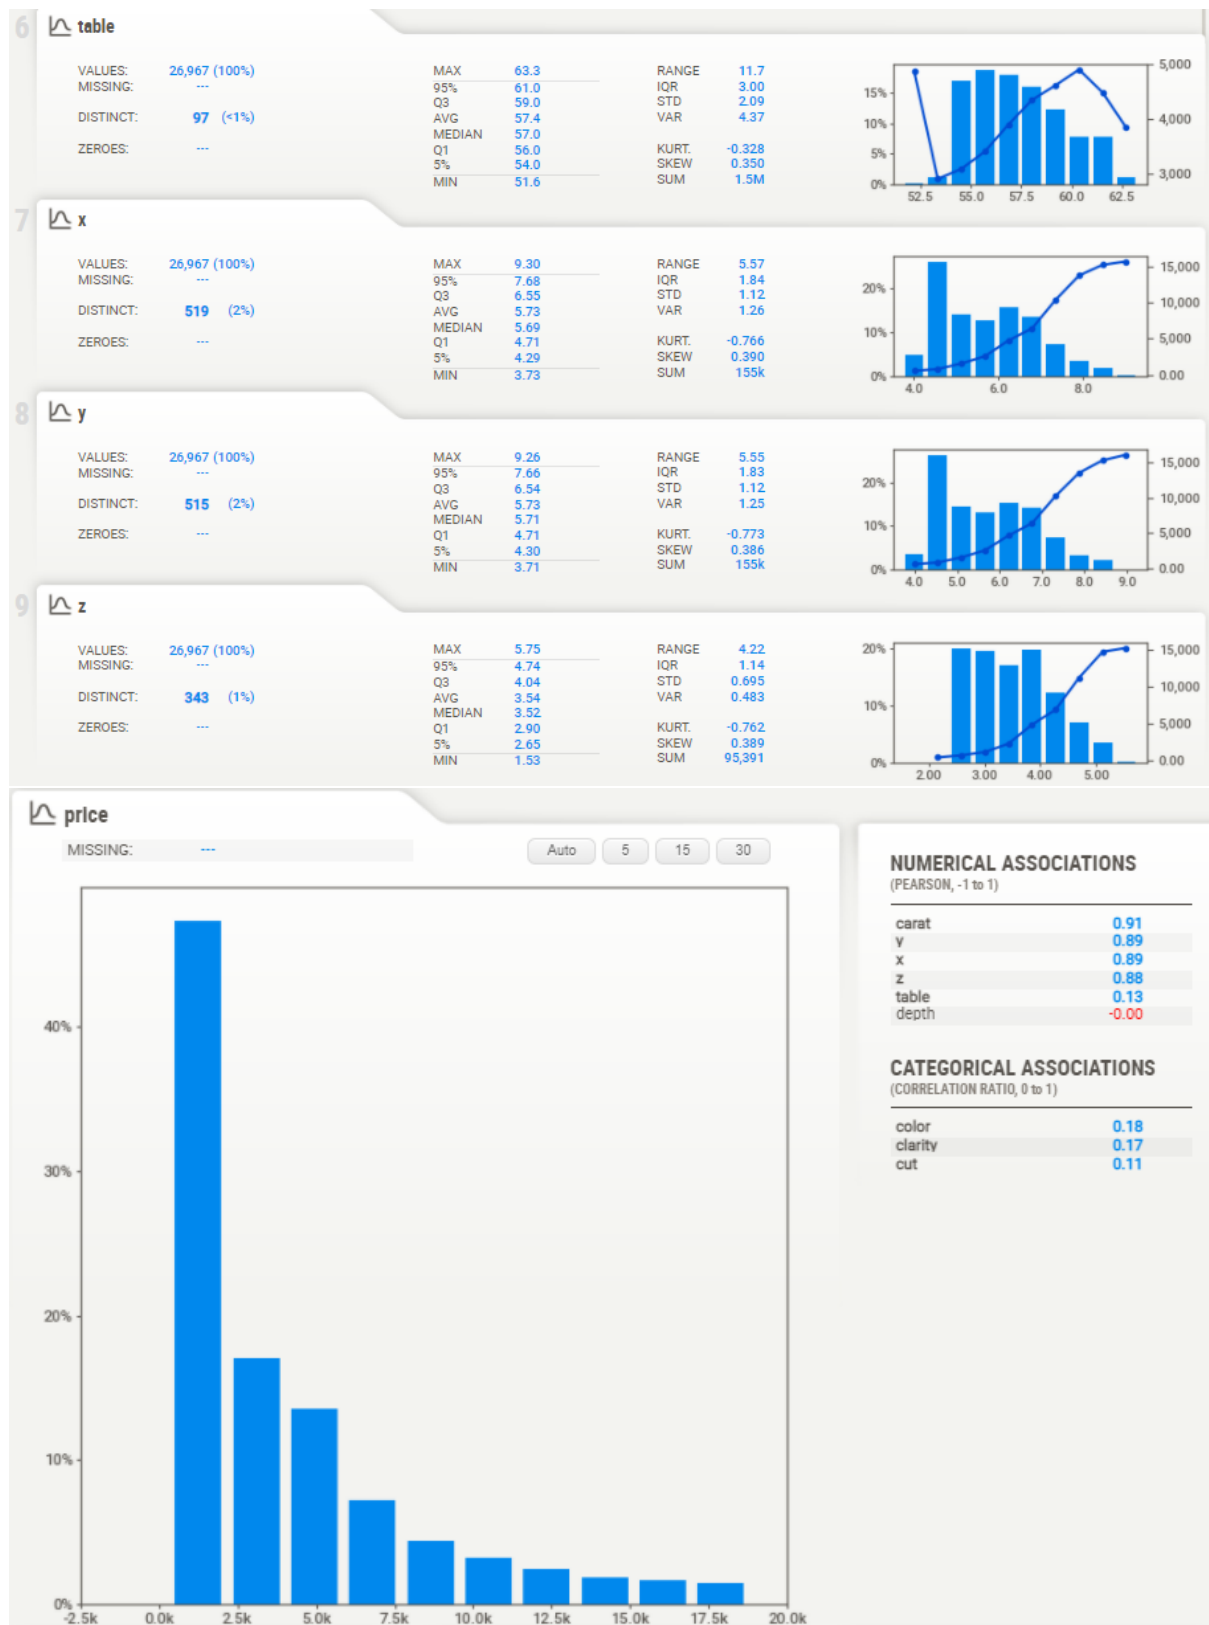 6 table
VALUES: 26,967 (100%) MAX 63.3 RANGE 11.7 5,000
MISSING: --- 95% 61.0 IQR 3.00
Q3 59.0 STD 2.09 15%
DISTINCT: 97 (<1%) AVG 57.4 VAR 4.37 10% 4,000
MEDIAN 57.0
ZEROES: --- Q1 56.0 KURT. -0.328 5%
5% 54.0 SKEW 0.350 3,000
MIN 51.6 SUM 1.5M 0%
52.5 55.0 57.5 60.0 62.5
7 x
VALUES: 26,967 (100%) MAX 9.30 RANGE 5.57 15,000
MISSING: --- 95% 7.68 IQR 1.84 20%
Q3 6.55 STD 1.12 10,000
DISTINCT: 519 (2%) AVG 5.73 VAR 1.26
MEDIAN 5.69 10%
ZEROES: --- Q1 4.71 KURT. -0.766 5,000
5% 4.29 SKEW 0.390
MIN 3.73 SUM 155k 0% 0.00
4.0 6.0 8.0
8 y
VALUES: 26,967 (100%) MAX 9.26 RANGE 5.55 15,000
MISSING: --- 95% 7.66 IQR 1.83
Q3 6.54 STD 1.12 20%
DISTINCT: 515 (2%) AVG 5.73 VAR 1.25 10,000
MEDIAN 5.71 10%
ZEROES: --- Q1 4.71 KURT. -0.773 5,000
5% 4.30 SKEW 0.386
MIN 3.71 SUM 155k 0% 0.00
4.0 5.0 6.0 7.0 8.0 9.0
9 z
VALUES: 26,967 (100%) MAX 5.75 RANGE 4.22 20% 15,000
MISSING: --- 95% 4.74 IQR 1.14
Q3 4.04 STD 0.695 10,000
DISTINCT: 343 (1%) AVG 3.54 VAR 0.483
MEDIAN 3.52 10%
ZEROES: --- Q1 2.90 KURT. -0.762 5,000
5% 2.65 SKEW 0.389
MIN 1.53 SUM 95,391 0% 0.00
2.00 3.00 4.00 5.00
price
MISSING: --- Auto 5 15 30
40%
30%
20%
10%
0%
-2.5k 0.0k 2.5k 5.0k 7.5k 10.0k 12.5k 15.0k 17.5k 20.0k
NUMERICAL ASSOCIATIONS
(PEARSON, -1 to 1)
carat 0.91
y 0.89
x 0.89
z 0.88
table 0.13
depth -0.00
CATEGORICAL ASSOCIATIONS
(CORRELATION RATIO, 0 to 1)
color 0.18
clarity 0.17
cut 0.11